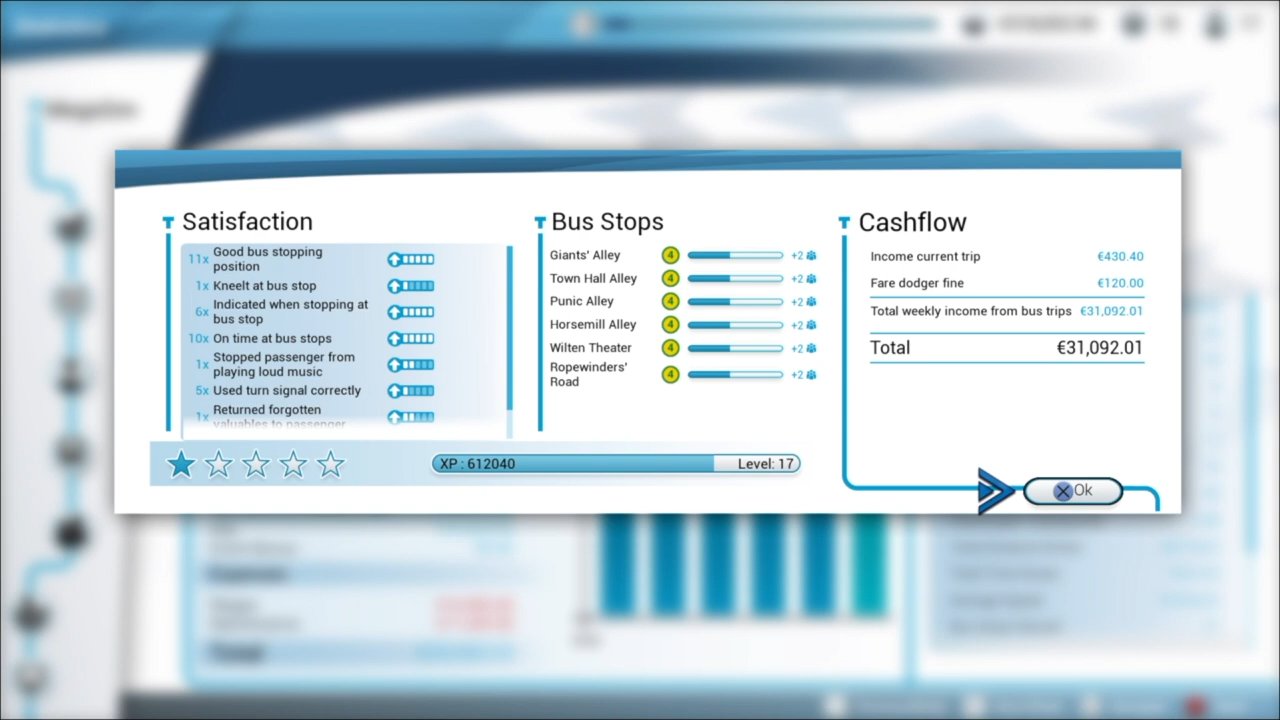 Satisfaction
11x Good bus stopping
position
1x Kneelt at bus stop
6x Indicated when stopping at
bus stop
10x On time at bus stops
1x Stopped passenger from
playing loud music
5x Used turn signal correctly
1x Returned forgotten
valuables to passenger
Bus Stops
Giants' Alley 4 +2
Town Hall Alley 4 +2
Punic Alley 4 +2
Horsemill Alley 4 +2
Wilten Theater 4 +2
Ropewinders'
Road 4 +2
Cashflow
Income current trip €430.40
Fare dodger fine €120.00
Total weekly income from bus trips €31,092.01
Total €31,092.01
XP : 612040 Level: 17
Ok